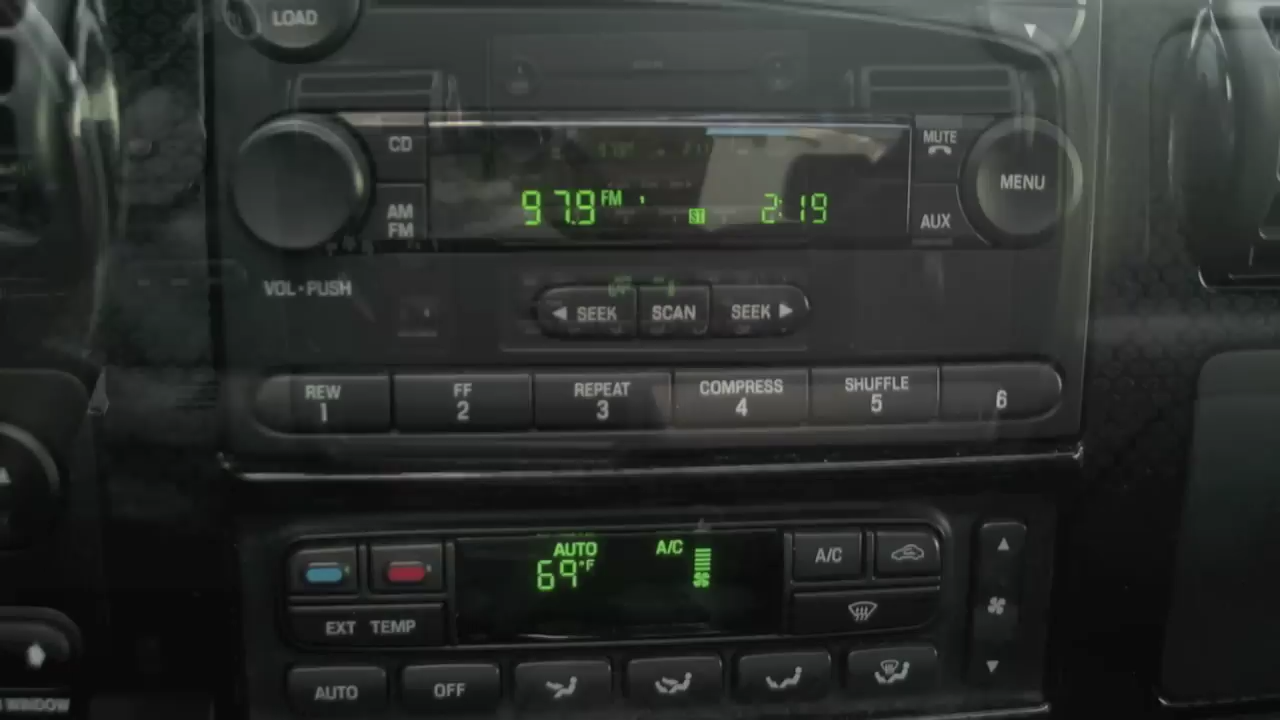 LOAD
CD
MUTE
97.9 FM ST 2:19
MENU
AM
FM
AUX
VOL•PUSH
◀ SEEK SCAN SEEK ▶
REW FF REPEAT COMPRESS SHUFFLE
1 2 3 4 5 6
AUTO A/C
69°F
A/C
EXT TEMP
AUTO OFF
WINDOW